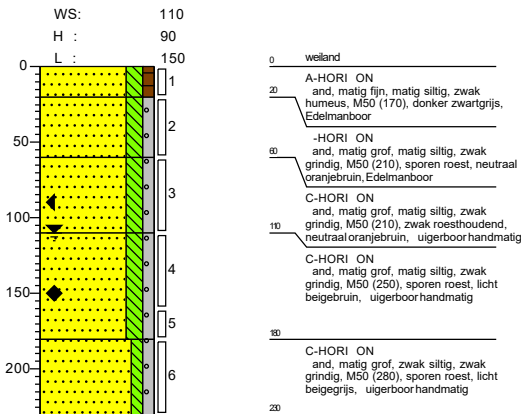 WS: 110
H : 90
L : 150
0
50
100
150
200
1
2
3
4
5
6
0 weiland
A-HORI ON
and, matig fijn, matig siltig, zwak
humeus, M50 (170), donker zwartgrijs,
Edelmanboor
20
-HORI ON
and, matig grof, matig siltig, zwak
grindig, M50 (210), sporen roest, neutraal
oranjebruin, Edelmanboor
60
C-HORI ON
and, matig grof, matig siltig, zwak
grindig, M50 (210), zwak roesthoudend,
neutraal oranjebruin, uigerboor handmatig
110
C-HORI ON
and, matig grof, matig siltig, zwak
grindig, M50 (250), sporen roest, licht
beigebruin, uigerboor handmatig
180
C-HORI ON
and, matig grof, zwak siltig, zwak
grindig, M50 (280), sporen roest, licht
beigegrijs, uigerboor handmatig
230